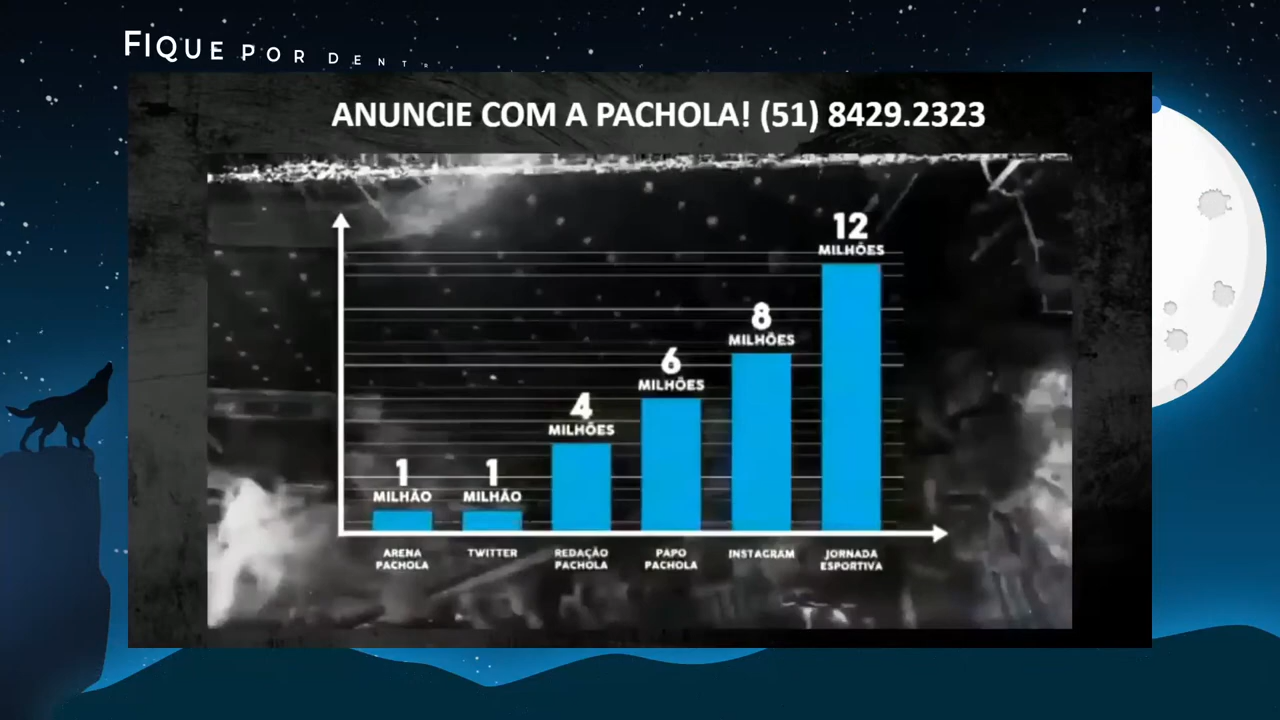 FIQUE POR DENTR
ANUNCIE COM A PACHOLA! (51) 8429.2323
12
MILHÕES
8
MILHÕES
6
MILHÕES
4
MILHÕES
1
MILHÃO
1
MILHÃO
ARENA
PACHOLA
TWITTER
REDAÇÃO
PACHOLA
PAPO
PACHOLA
INSTAGRAM
JORNADA
ESPORTIVA